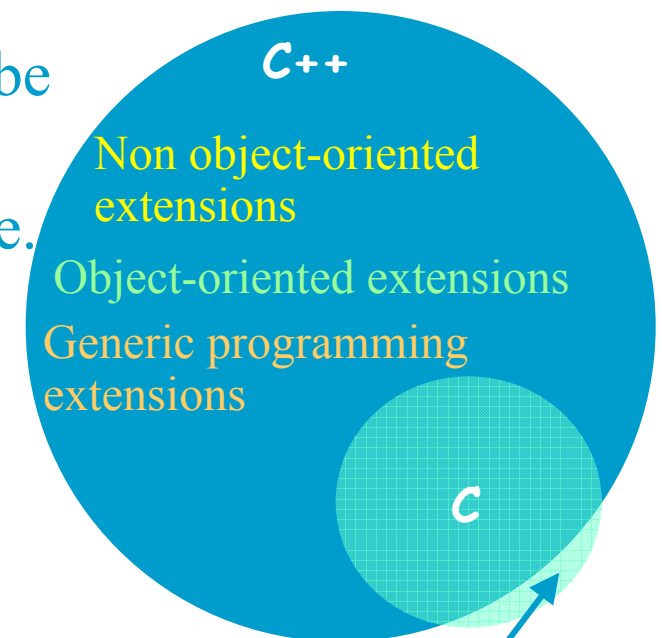 C++
be
Non object-oriented
extensions
e.
Object-oriented extensions
Generic programming
extensions
C